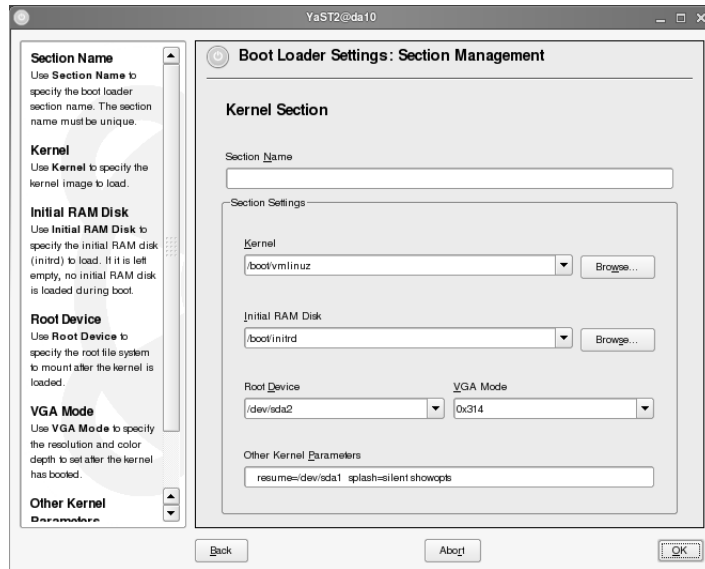 YaST2@da10
Section Name
Use Section Name to
specify the boot loader
section name. The section
name must be unique.
Kernel
Use Kernel to specify the
kernel image to load.
Initial RAM Disk
Use Initial RAM Disk to
specify the initial RAM disk
(initrd) to load. If it is left
empty, no initial RAM disk
is loaded during boot.
Root Device
Use Root Device to
specify the root file system
to mount after the kernel is
loaded.
VGA Mode
Use VGA Mode to specify
the resolution and color
depth to set after the kernel
has booted.
Other Kernel
Parameters
Boot Loader Settings: Section Management
Kernel Section
Section Name
Section Settings
Kernel
/boot/vmlinuz
Browse...
Initial RAM Disk
/boot/initrd
Browse...
Root Device
VGA Mode
/dev/sda2
0x314
Other Kernel Parameters
resume=/dev/sda1 splash=silent showopts
Back
Abort
OK